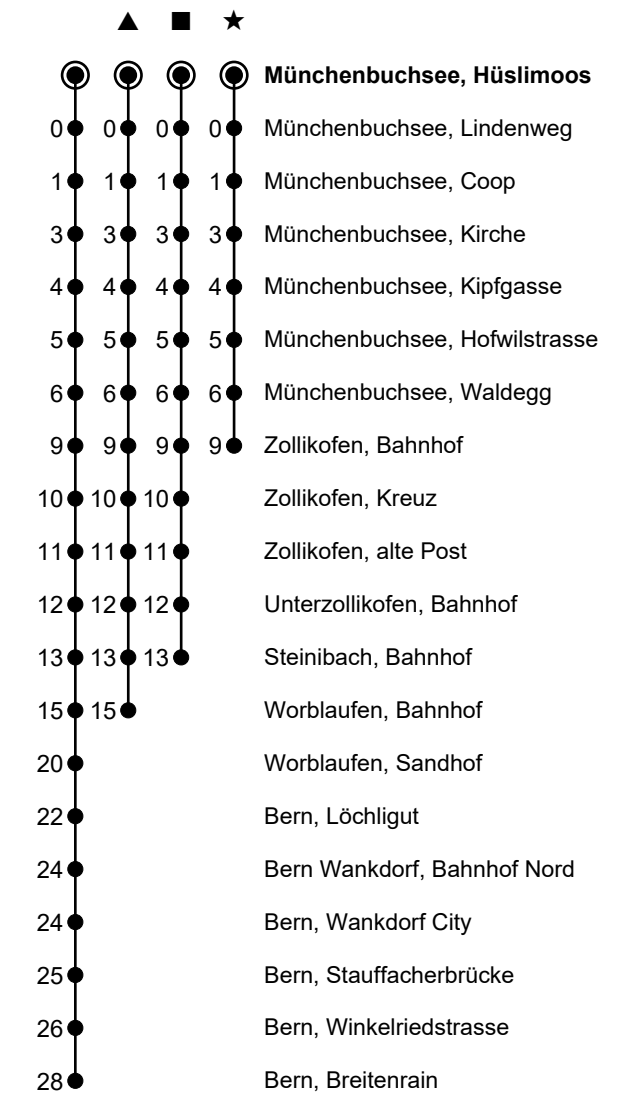 ▲ ■ ★
Münchenbuchsee, Hüslimoos
0 0 0 0 Münchenbuchsee, Lindenweg
1 1 1 1 Münchenbuchsee, Coop
3 3 3 3 Münchenbuchsee, Kirche
4 4 4 4 Münchenbuchsee, Kipfgasse
5 5 5 5 Münchenbuchsee, Hofwilstrasse
6 6 6 6 Münchenbuchsee, Waldegg
9 9 9 9 Zollikofen, Bahnhof
10 10 10 Zollikofen, Kreuz
11 11 11 Zollikofen, alte Post
12 12 12 Unterzollikofen, Bahnhof
13 13 13 Steinibach, Bahnhof
15 15 Worblaufen, Bahnhof
20 Worblaufen, Sandhof
22 Bern, Löchligut
24 Bern Wankdorf, Bahnhof Nord
24 Bern, Wankdorf City
25 Bern, Stauffacherbrücke
26 Bern, Winkelriedstrasse
28 Bern, Breitenrain